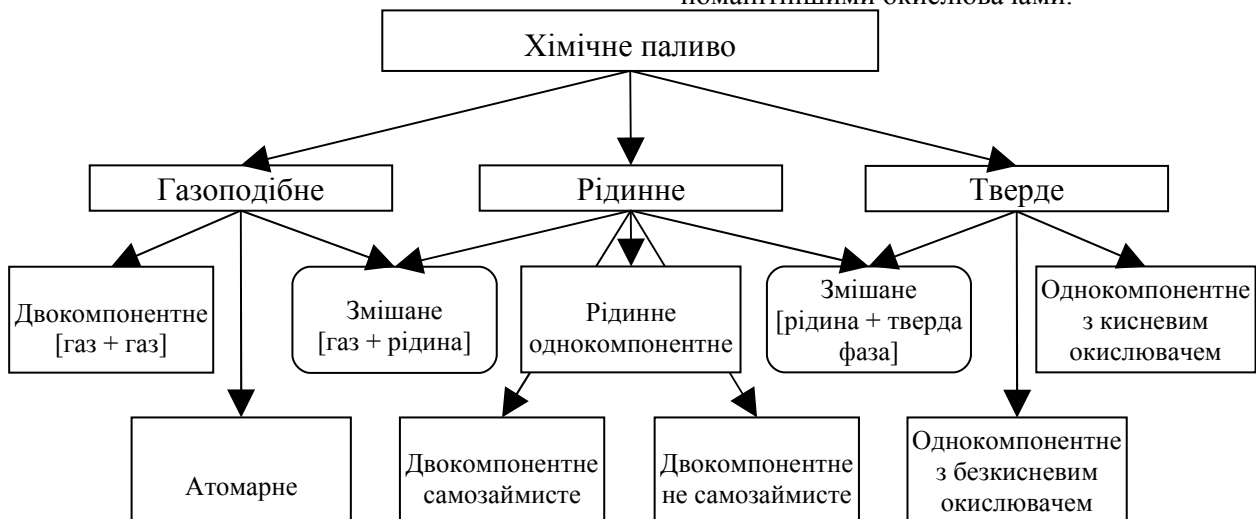 Хімічне паливо
Газоподібне
Рідинне
Тверде
Двокомпонентне
[газ + газ]
Змішане
[газ + рідина]
Рідинне
однокомпонентне
Змішане
[рідина + тверда
фаза]
Однокомпонентне
з кисневим
окислювачем
Атомарне
Двокомпонентне
самозаймисте
Двокомпонентне
не самозаймисте
Однокомпонентне
з безкисневим
окислювачем